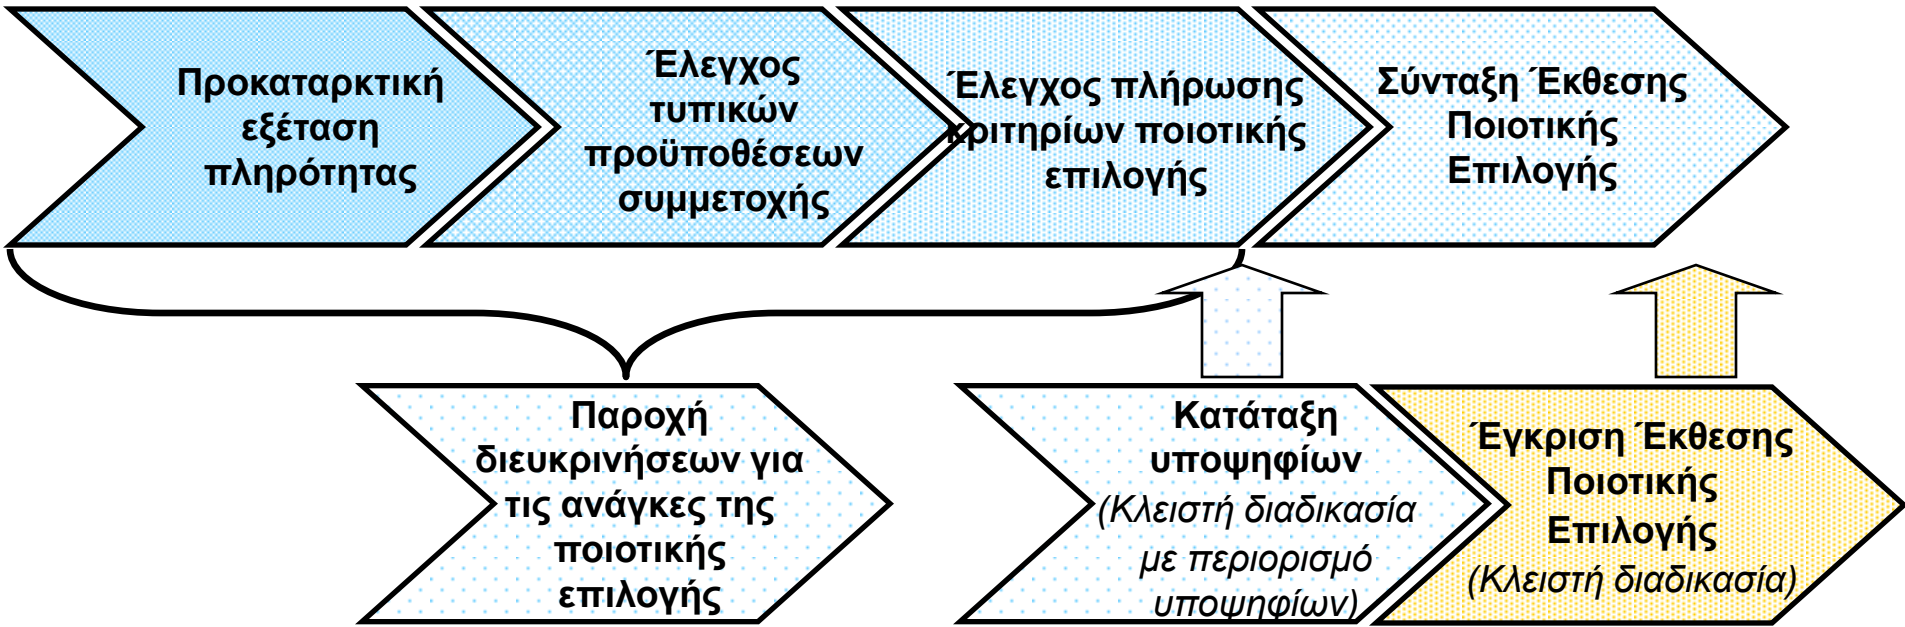 Προκαταρκτική
εξέταση
πληρότητας
Έλεγχος
τυπικών
προϋποθέσεων
συμμετοχής
Έλεγχος πλήρωσης
κριτηρίων ποιοτικής
επιλογής
Σύνταξη Έκθεσης
Ποιοτικής
Επιλογής
Παροχή
διευκρινήσεων για
τις ανάγκες της
ποιοτικής
επιλογής
Κατάταξη
υποψηφίων
(Κλειστή διαδικασία
με περιορισμό
υποψηφίων)
Έγκριση Έκθεσης
Ποιοτικής
Επιλογής
(Κλειστή διαδικασία)